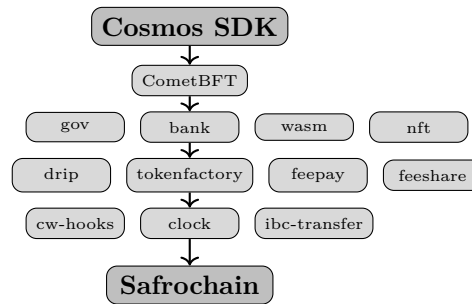 Cosmos SDK
CometBFT
gov bank wasm nft
drip tokenfactory feepay feeshare
cw-hooks clock ibc-transfer
Safrochain